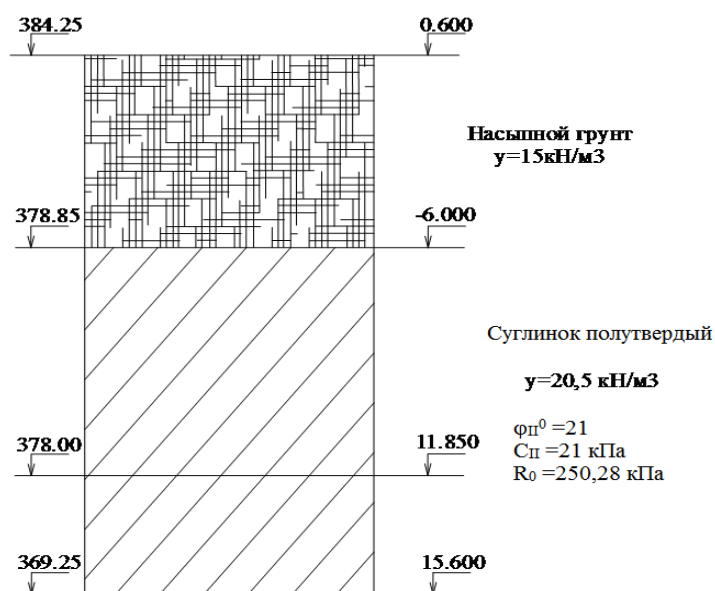 384.25
0.600
Насыпной грунт
у=15кН/м3
378.85
-6.000
Суглинок полутвердый
у=20,5 кН/м3
φII⁰ =21
CII =21 кПа
R₀ =250,28 кПа
378.00
11.850
369.25
15.600